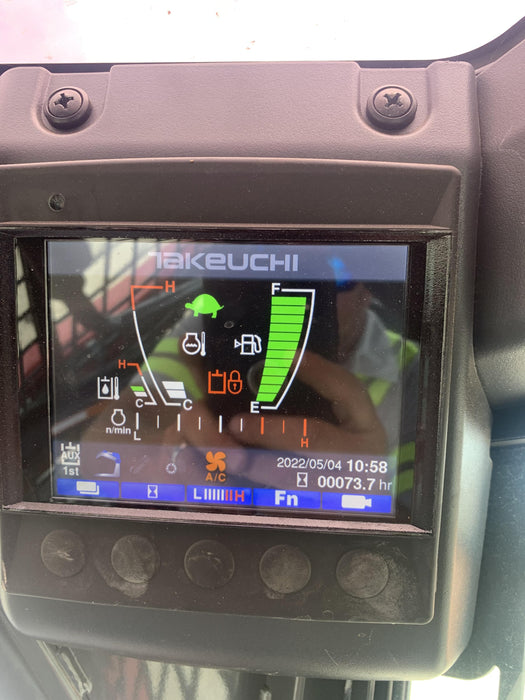 TAKEUCHI
H
F
H
C
C
E
n/min
L
H
AUX
1st
A/C
2022/05/04 10:58
00073.7 hr
L H
Fn